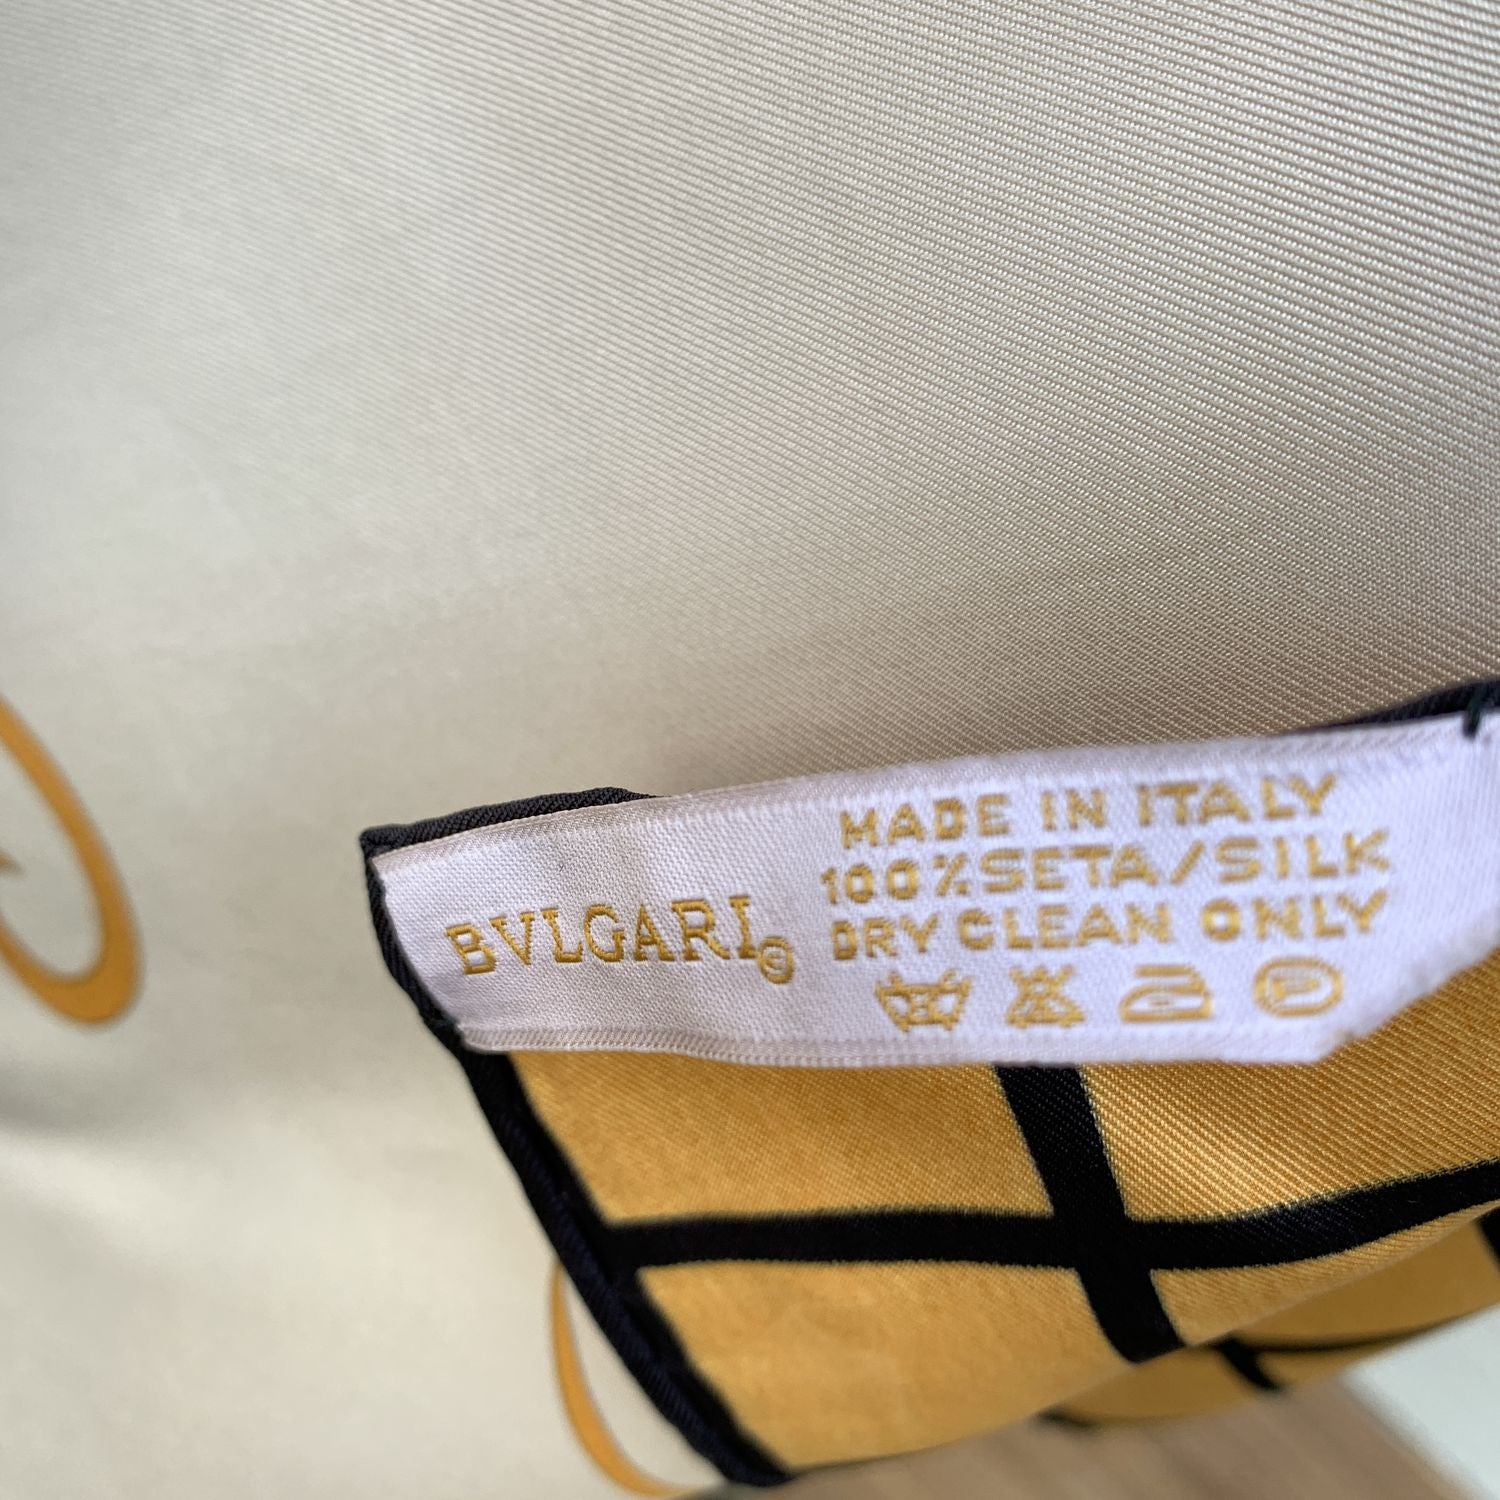 BVLGARI©
MADE IN ITALY
100% SETA/SILK
DRY CLEAN ONLY
P